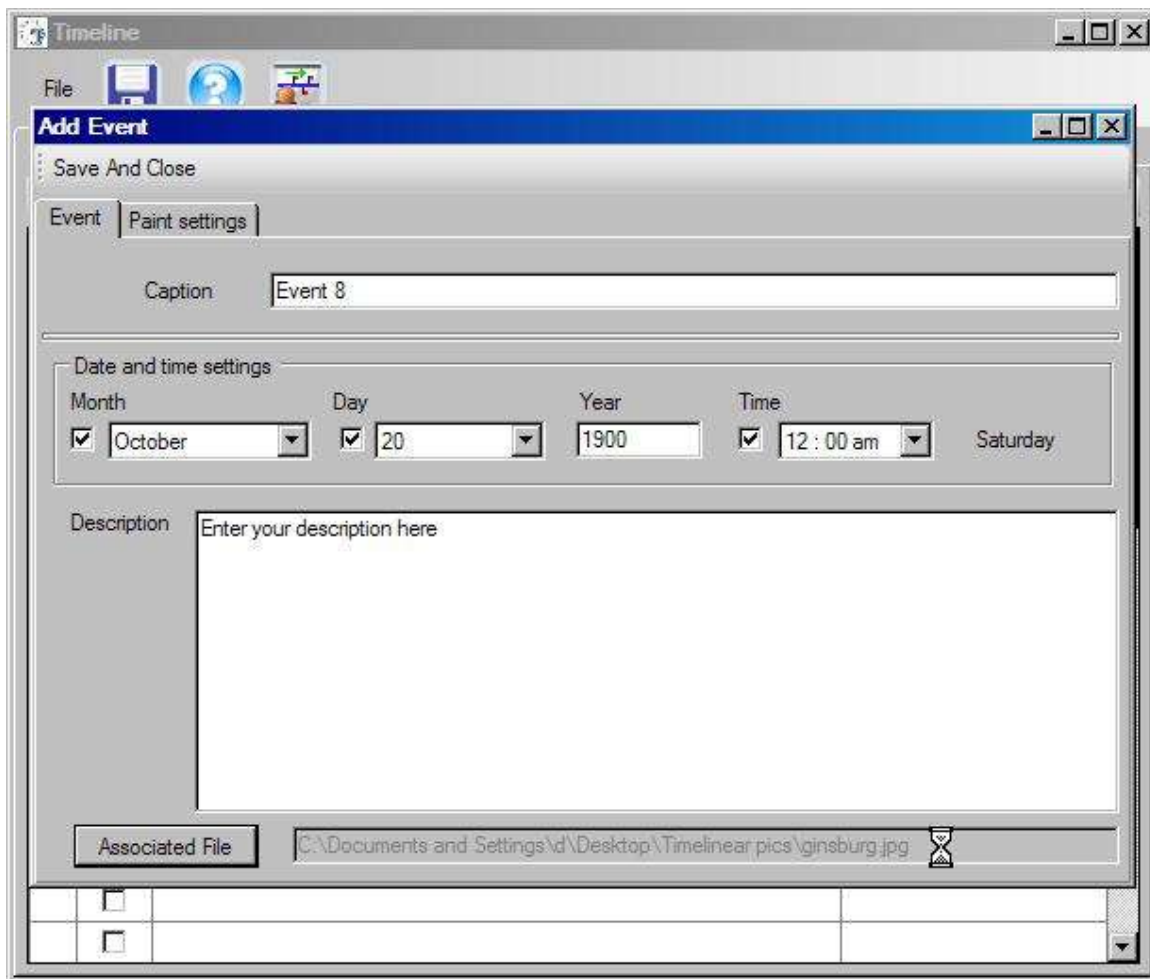 Timeline
File
Add Event
Save And Close
Event Paint settings
Caption Event 8
Date and time settings
Month Day Year Time
October 20 1900 12 : 00 am Saturday
Description Enter your description here
Associated File C:\Documents and Settings\d\Desktop\Timelinear pics\ginsburg.jpg